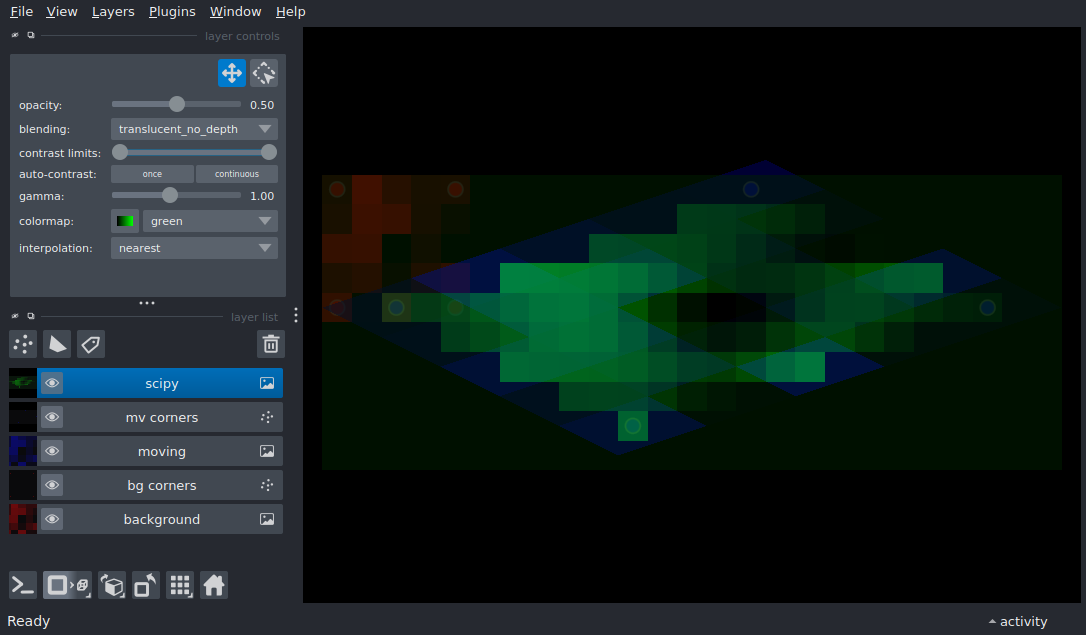 File View Layers Plugins Window Help
layer controls
opacity: 0.50
blending: translucent_no_depth
contrast limits:
auto-contrast: once continuous
gamma: 1.00
colormap: green
interpolation: nearest
layer list
scipy
mv corners
moving
bg corners
background
Ready activity